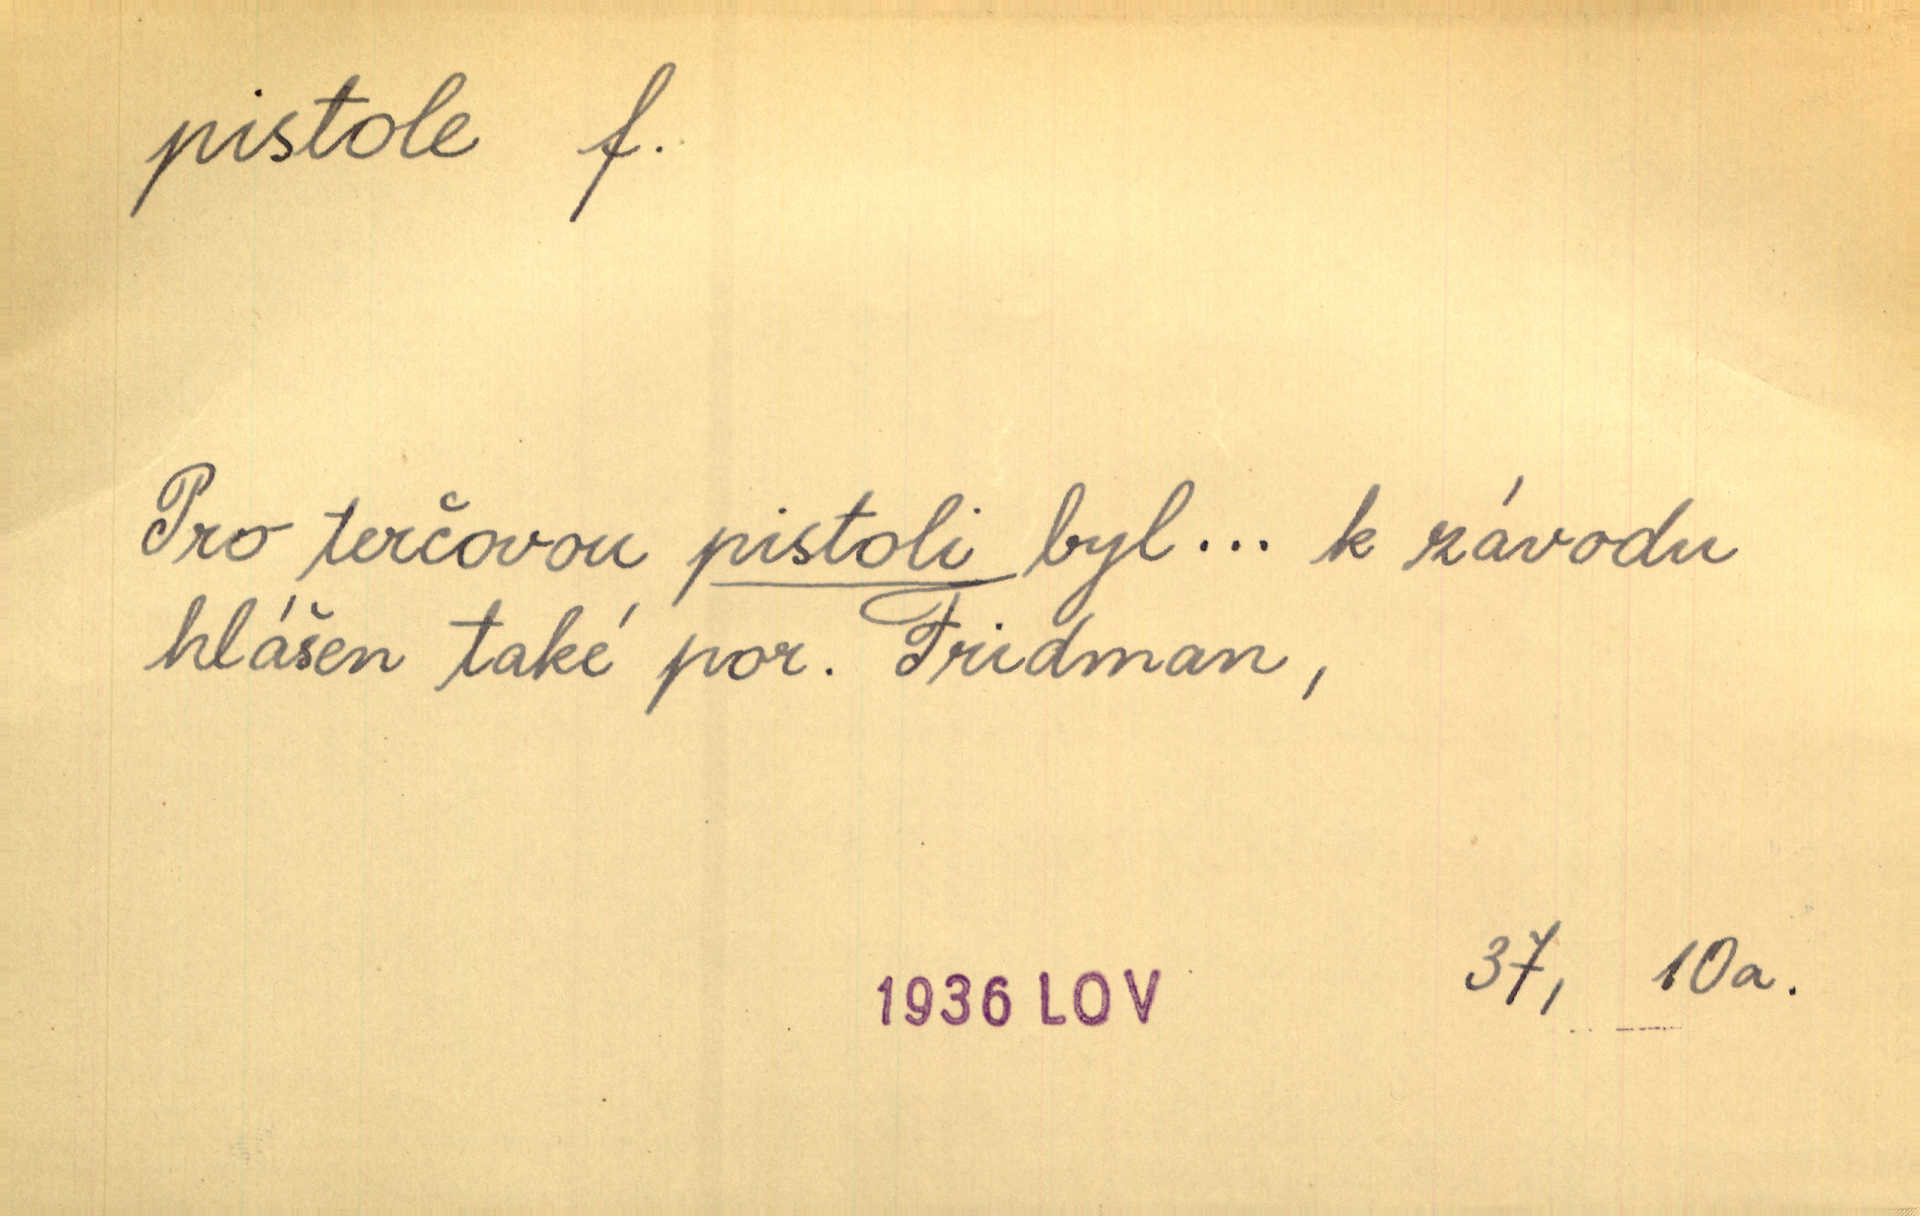 pistole f.
Pro terčovou pistoli byl... k závodu
hlášen také por. Fridman,
37, 10a.
1936 LOV